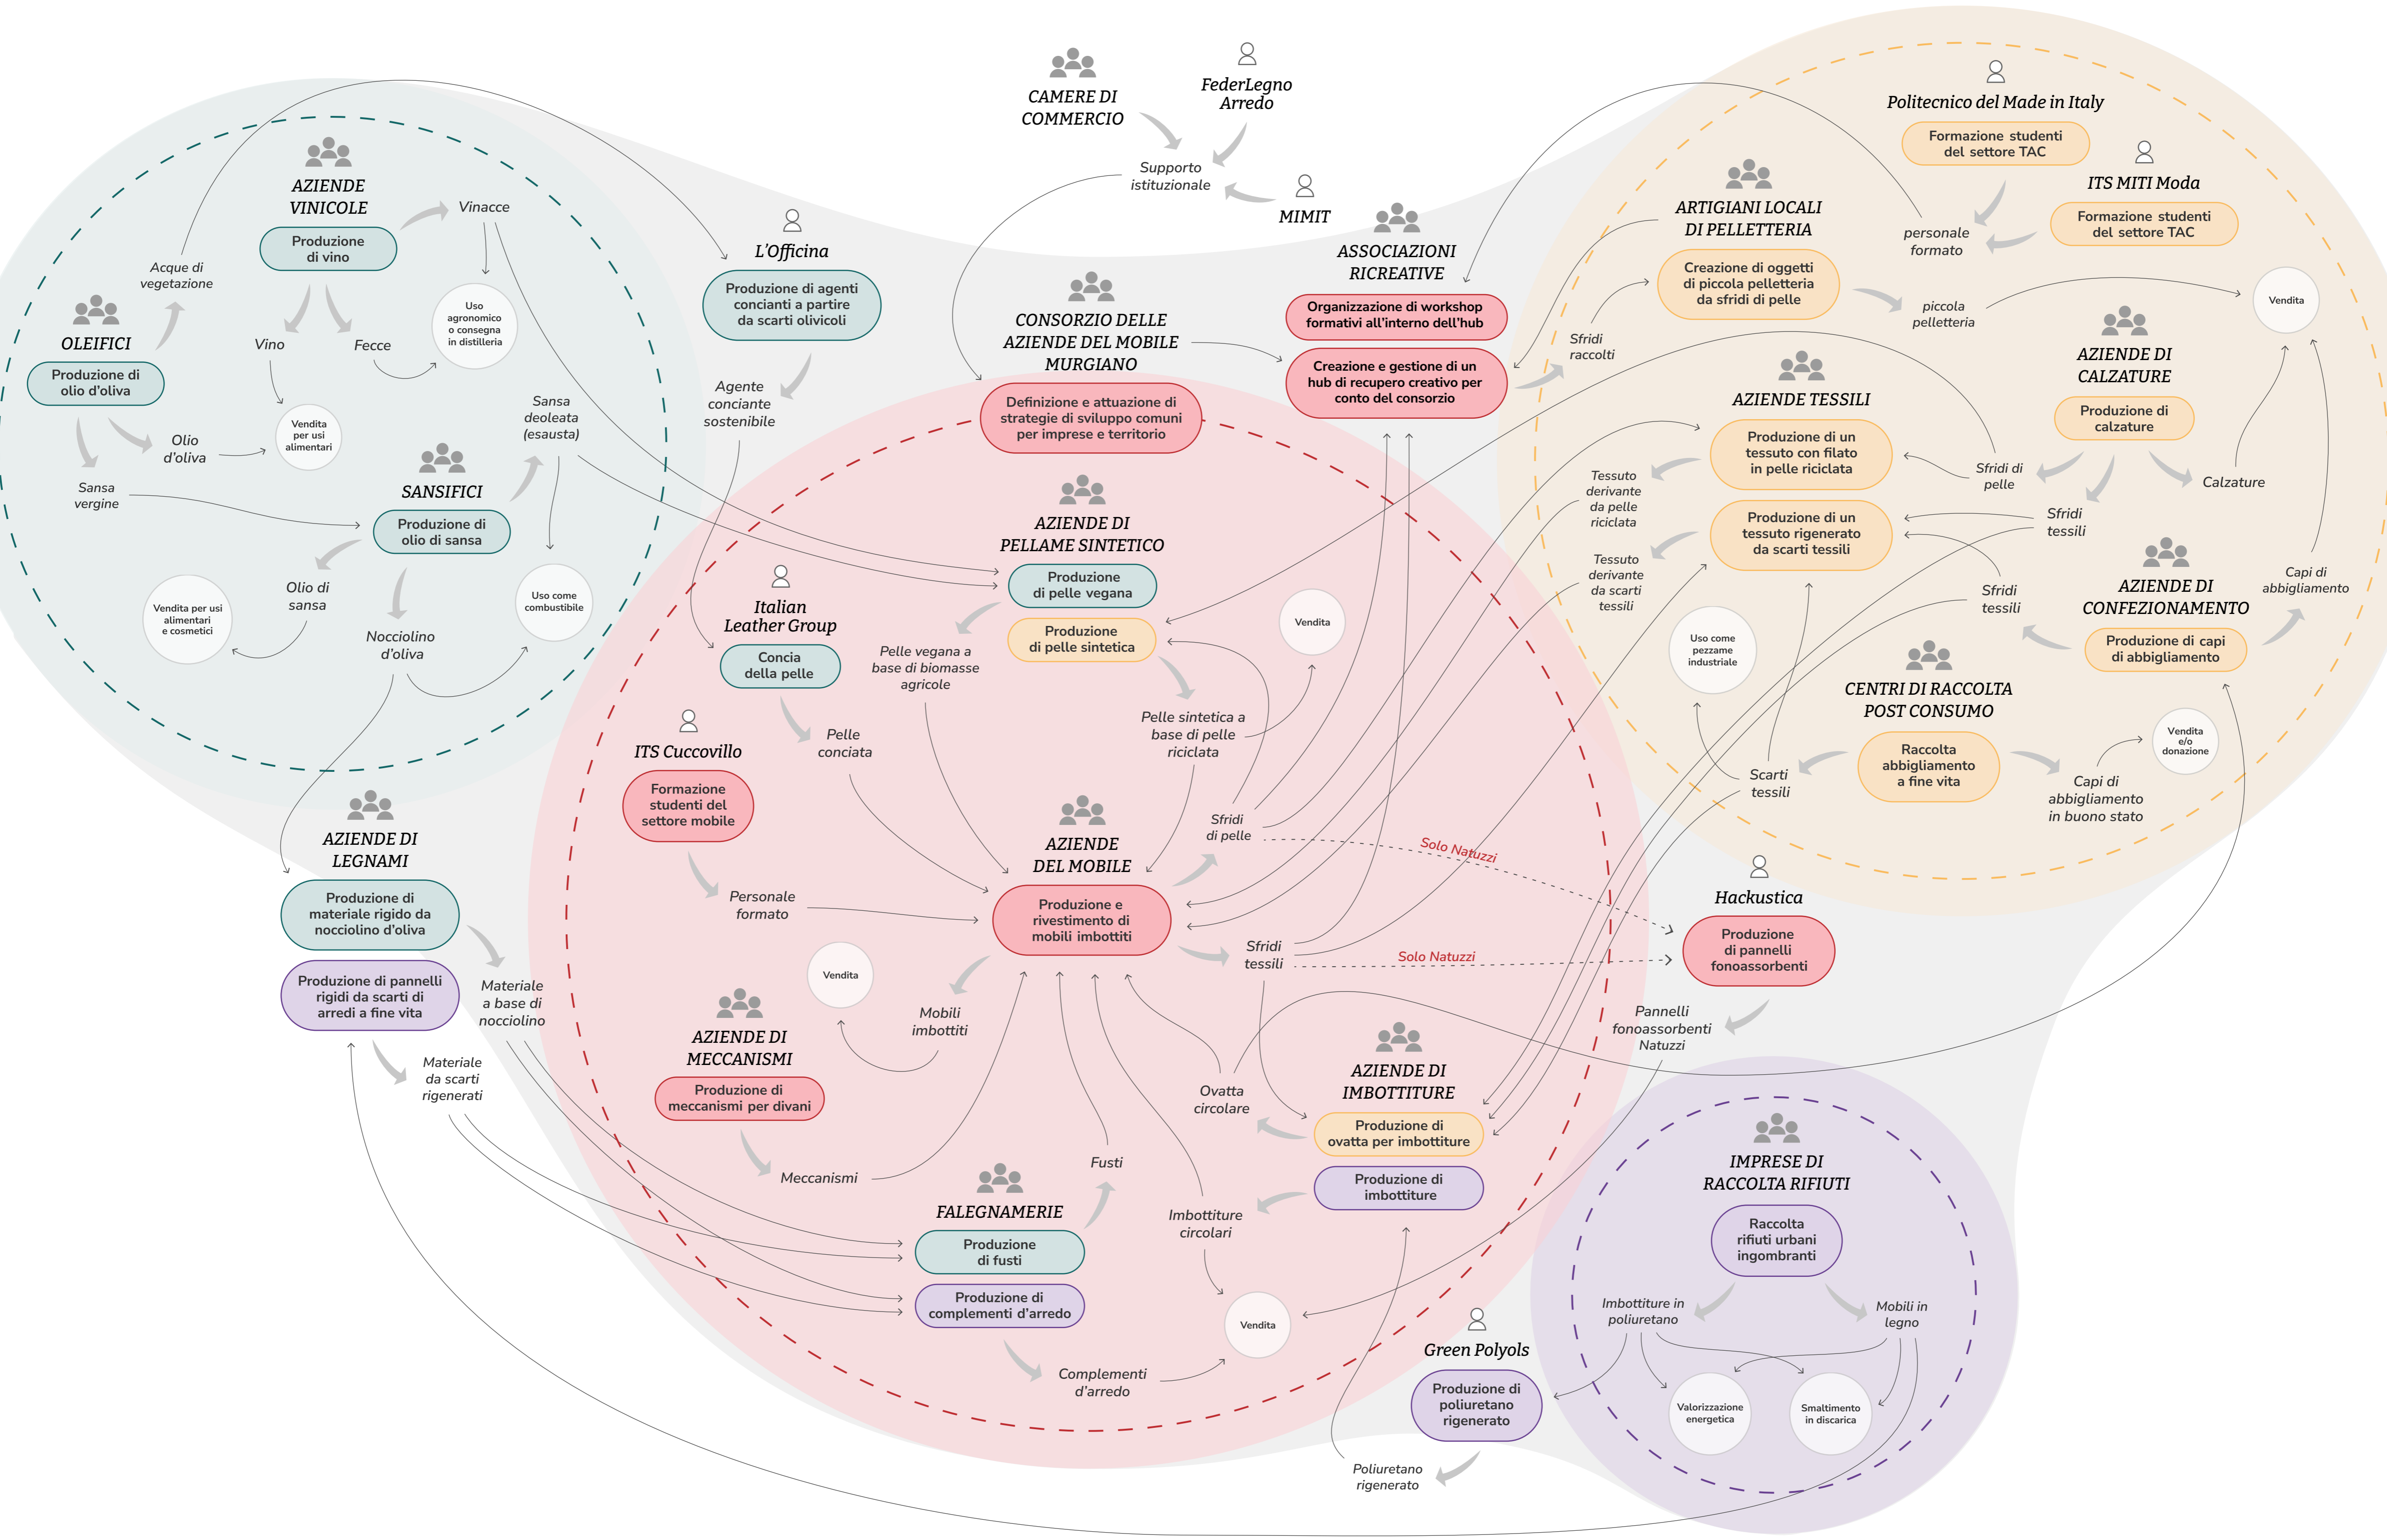 CAMERE DI
COMMERCIO
FederLegno
Arredo
Supporto
istituzionale
MIMIT
AZIENDE
VINICOLE
Produzione
di vino
Vinacce
Acque di
vegetazione
Uso
agronomico
o consegna
in distilleria
OLEIFICI
Produzione di
olio d'oliva
Vino
Fecce
Vendita
per usi
alimentari
Olio
d'oliva
Sansa
vergine
Sansa
deoleata
(esausta)
SANSIFICI
Produzione di
olio di sansa
Olio di
sansa
Vendita per usi
alimentari
e cosmetici
Nocciolino
d'oliva
Uso come
combustibile
L'Officina
Produzione di agenti
concianti a partire
da scarti olivicoli
Agente
conciante
sostenibile
CONSORZIO DELLE
AZIENDE DEL MOBILE
MURGIANO
Definizione e attuazione di
strategie di sviluppo comuni
per imprese e territorio
ASSOCIAZIONI
RICREATIVE
Organizzazione di workshop
formativi all'interno dell'hub
Creazione e gestione di un
hub di recupero creativo per
conto del consorzio
Politecnico del Made in Italy
Formazione studenti
del settore TAC
ITS MITI Moda
Formazione studenti
del settore TAC
personale
formato
ARTIGIANI LOCALI
DI PELLETTERIA
Creazione di oggetti
di piccola pelletteria
da sfridi di pelle
Sfridi
raccolti
piccola
pelletteria
Vendita
AZIENDE DI
CALZATURE
Produzione di
calzature
AZIENDE TESSILI
Produzione di un
tessuto con filato
in pelle riciclata
Produzione di un
tessuto rigenerato
da scarti tessili
Tessuto
derivante
da pelle
riciclata
Tessuto
derivante
da scarti
tessili
Sfridi di
pelle
Calzature
Sfridi
tessili
AZIENDE DI
CONFEZIONAMENTO
Produzione di capi
di abbigliamento
Capi di
abbigliamento
Sfridi
tessili
Uso come
pezzame
industriale
CENTRI DI RACCOLTA
POST CONSUMO
Raccolta
abbigliamento
a fine vita
Scarti
tessili
Capi di
abbigliamento
in buono stato
Vendita
e/o
donazione
AZIENDE DI
PELLAME SINTETICO
Produzione
di pelle vegana
Produzione
di pelle sintetica
Vendita
Pelle vegana a
base di biomasse
agricole
Pelle sintetica a
base di pelle
riciclata
Italian
Leather Group
Concia
della pelle
Pelle
conciata
ITS Cuccovillo
Formazione
studenti del
settore mobile
Personale
formato
AZIENDE
DEL MOBILE
Produzione e
rivestimento di
mobili imbottiti
Sfridi
di pelle
Solo Natuzzi
Sfridi
tessili
Solo Natuzzi
Hackustica
Produzione
di pannelli
fonoassorbenti
Pannelli
fonoassorbenti
Natuzzi
Vendita
Mobili
imbottiti
AZIENDE DI
LEGNAMI
Produzione di
materiale rigido da
nocciolino d'oliva
Produzione di pannelli
rigidi da scarti di
arredi a fine vita
Materiale
a base di
nocciolino
Materiale
da scarti
rigenerati
AZIENDE DI
MECCANISMI
Produzione di
meccanismi per divani
Meccanismi
FALEGNAMERIE
Produzione
di fusti
Produzione di
complementi d'arredo
Fusti
Complementi
d'arredo
AZIENDE DI
IMBOTTITURE
Produzione di
ovatta per imbottiture
Produzione di
imbottiture
Ovatta
circolare
Imbottiture
circolari
Vendita
Green Polyols
Produzione di
poliuretano
rigenerato
Poliuretano
rigenerato
IMPRESE DI
RACCOLTA RIFIUTI
Raccolta
rifiuti urbani
ingombranti
Imbottiture in
poliuretano
Mobili in
legno
Valorizzazione
energetica
Smaltimento
in discarica